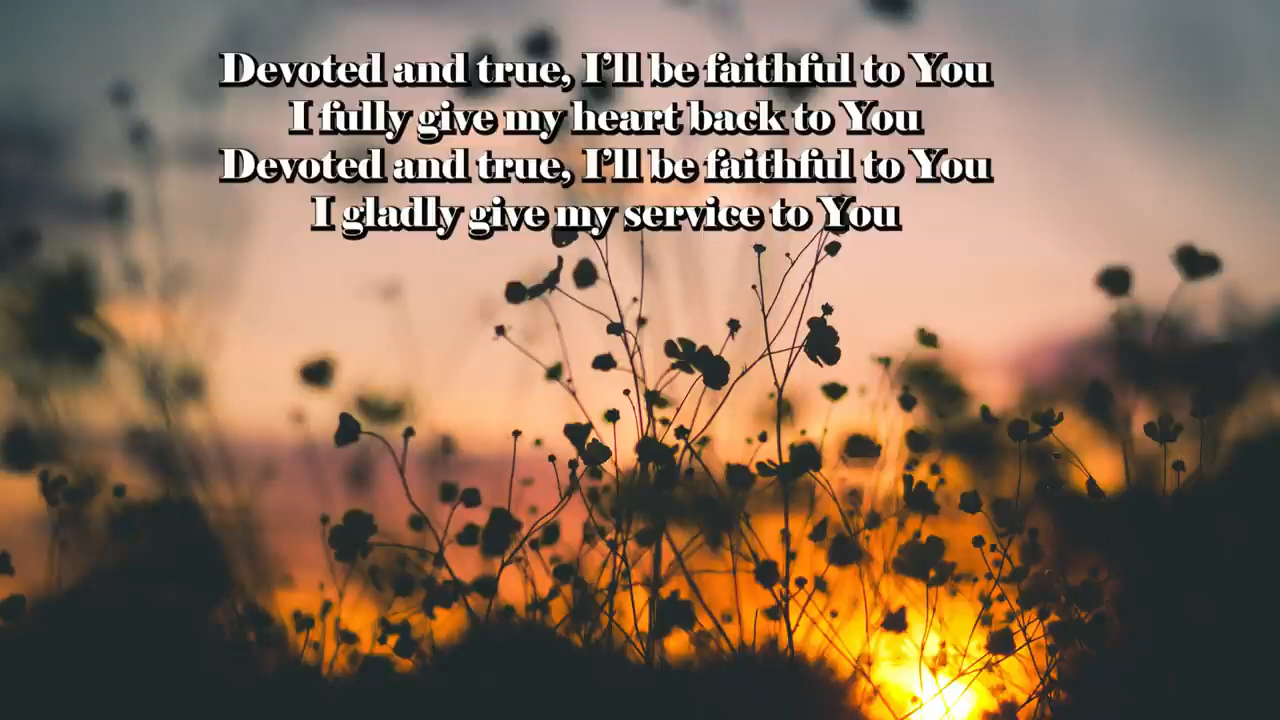 Devoted and true, I'll be faithful to You
I fully give my heart back to You
Devoted and true, I'll be faithful to You
I gladly give my service to You